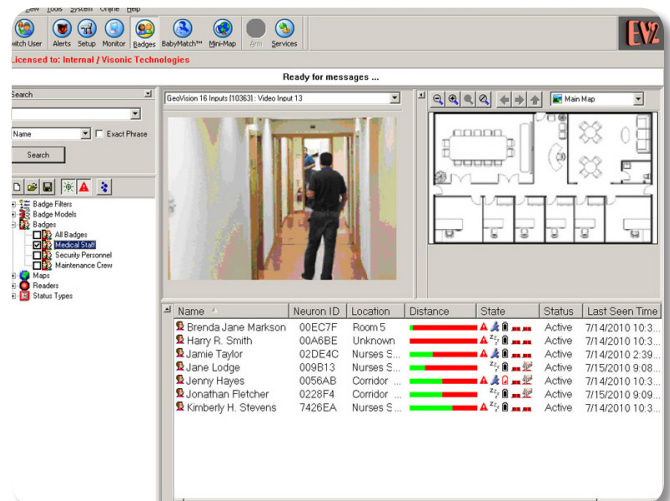 View Tools System Online Help
Switch User Alerts Setup Monitor Badges BabyMatch™ Mini-Map Arm Services
EV2
Licensed to: Internal / Visonic Technologies
Ready for messages ...
Search
GeoVision 16 Inputs [10363] : Video Input 13
Main Map
Name Exact Phrase
Search
Badge Filters
Badge Models
Badges
All Badges
Medical Staff
Security Personnel
Maintenance Crew
Maps
Readers
Status Types
Name Neuron ID Location Distance State Status Last Seen Time
Brenda Jane Markson 00EC7F Room 5 Active 7/14/2010 10:3...
Harry R. Smith 00A6BE Unknown Active 7/14/2010 10:3...
Jamie Taylor 02DE4C Nurses S... Active 7/14/2010 2:39...
Jane Lodge 009B13 Nurses S... Active 7/15/2010 9:08...
Jenny Hayes 0056AB Corridor ... Active 7/14/2010 10:3...
Jonathan Fletcher 0228F4 Corridor ... Active 7/15/2010 9:09...
Kimberly H. Stevens 7426EA Nurses S... Active 7/14/2010 10:3...